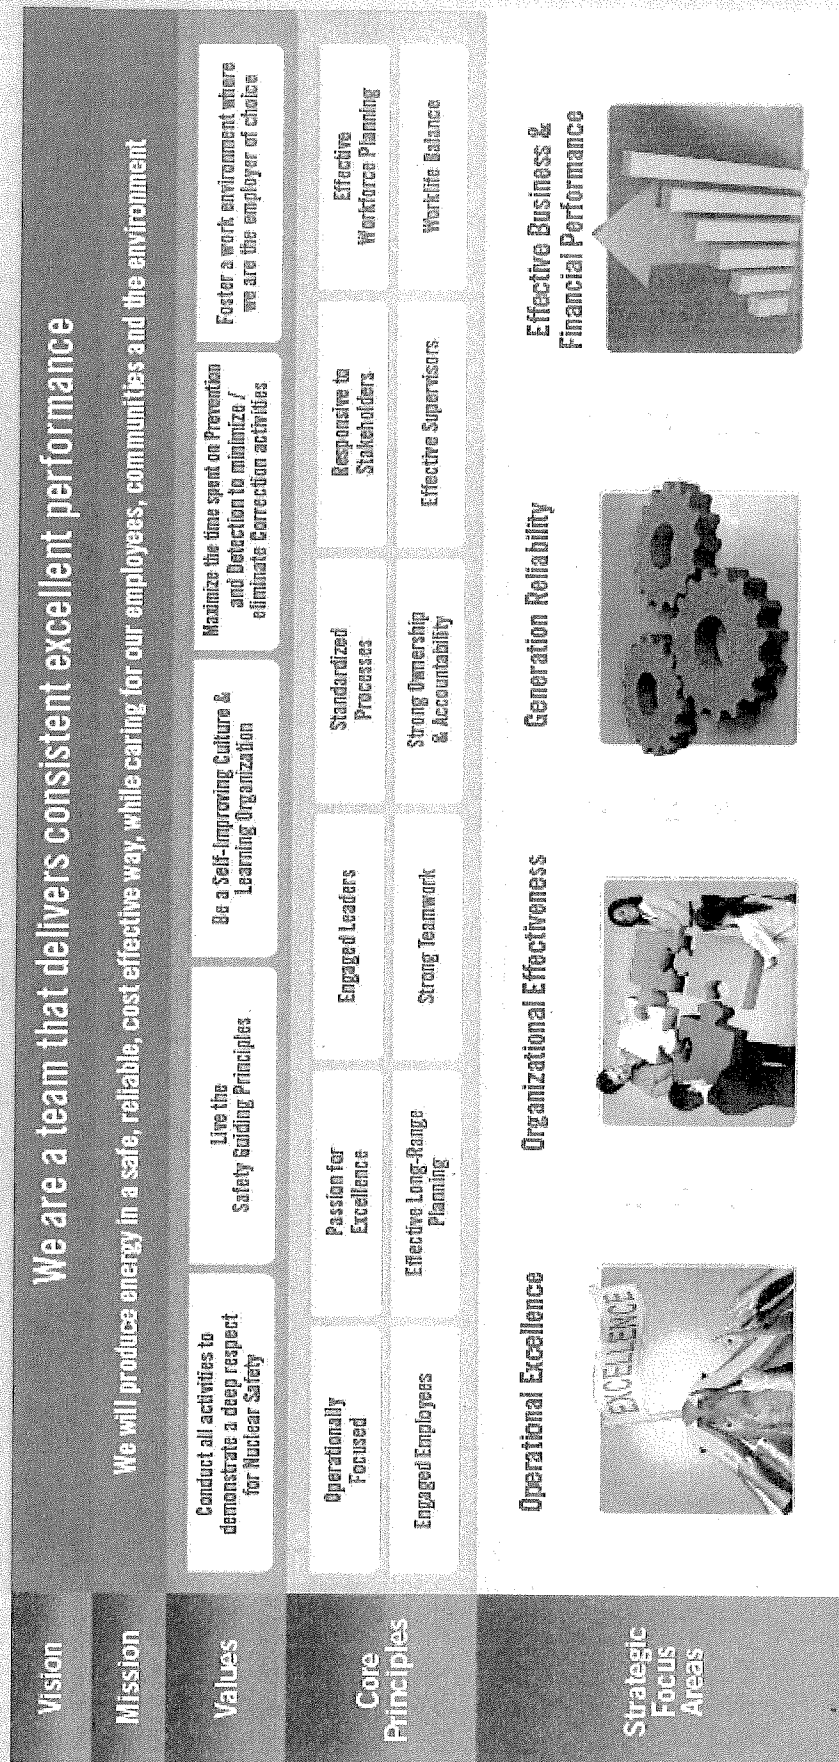 Vision
We are a team that delivers consistent excellent performance
Mission
We will produce energy in a safe, reliable, cost effective way, while caring for our employees, communities and the environment
Values
Conduct all activities to
demonstrate a deep respect
for Nuclear Safety
Live the
Safety Guiding Principles
Be a Self-Improving Culture &
Learning Organization
Maximize the time spent on Prevention
and Detection to minimize /
eliminate Correction activities
Foster a work environment where
we are the employer of choice
Core
Principles
Operationally
Focused
Passion for
Excellence
Engaged Leaders
Standardized
Processes
Responsive to
Stakeholders
Effective
Workforce Planning
Engaged Employees
Effective Long-Range
Planning
Strong Teamwork
Strong Ownership
& Accountability
Effective Supervisors
Worklife Balance
Strategic
Focus
Areas
Operational Excellence
EXCELLENCE
Organizational Effectiveness
Generation Reliability
Effective Business &
Financial Performance